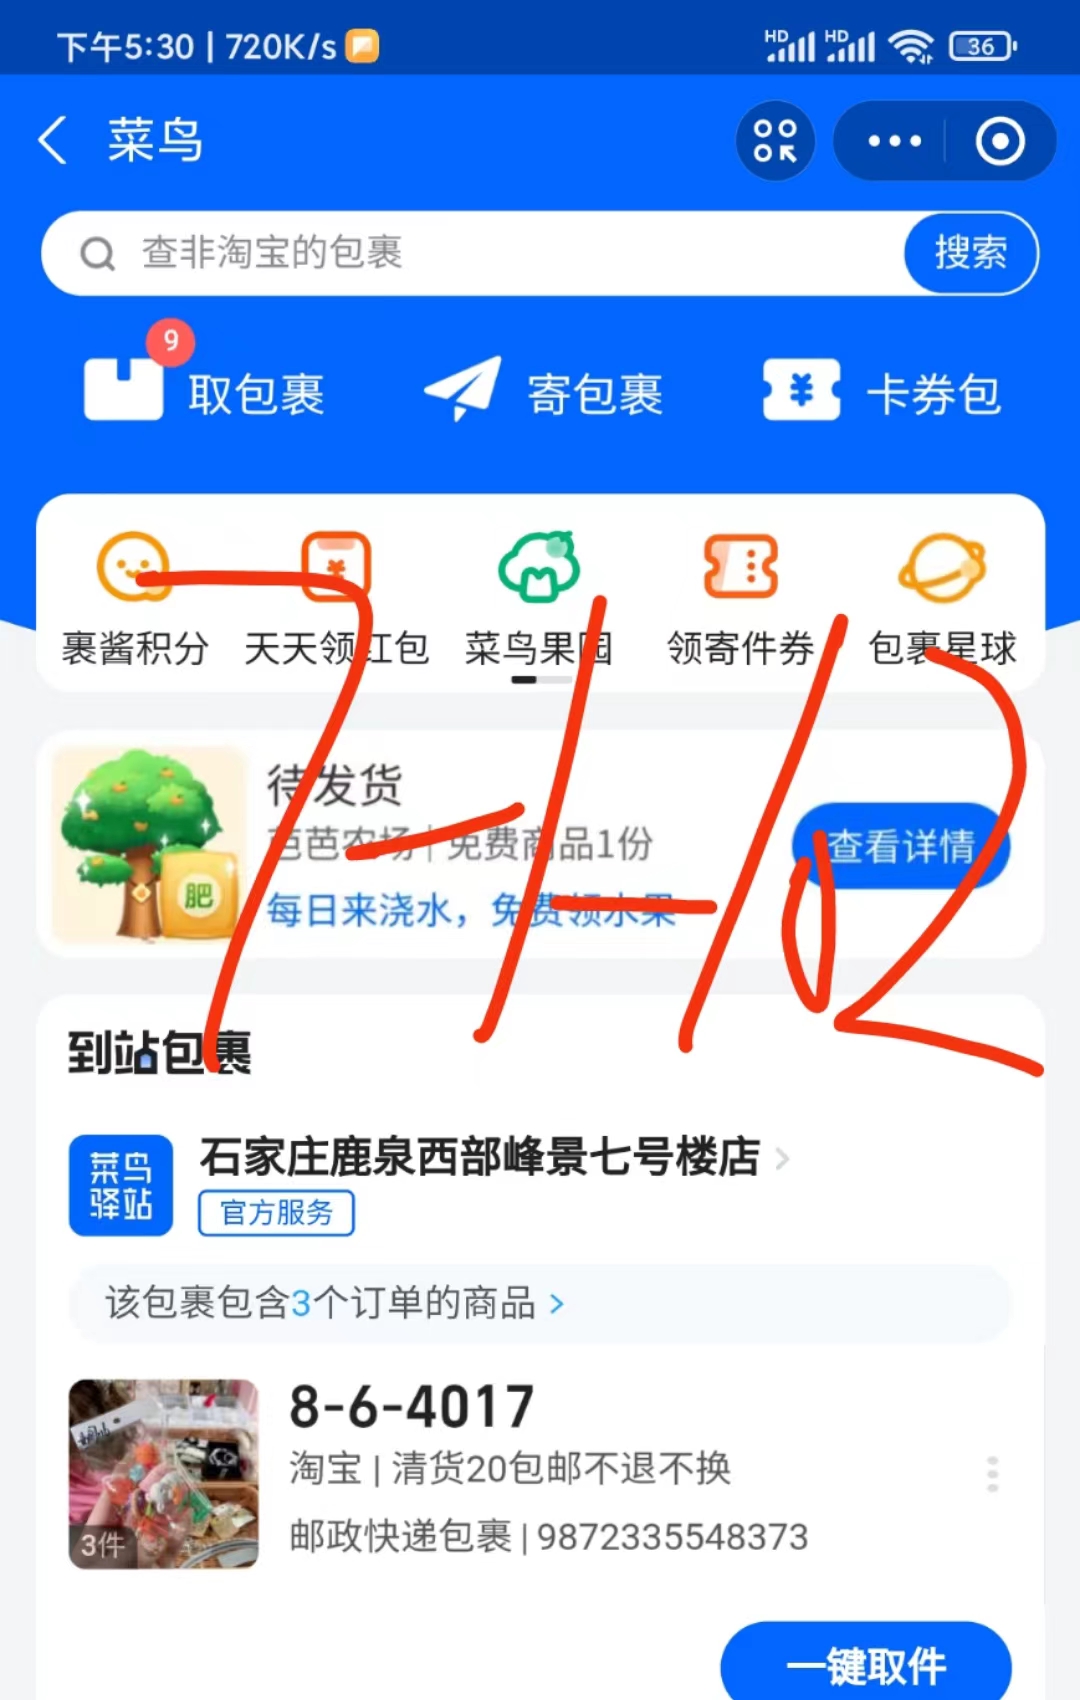 下午5:30 | 720K/s
HD HD 36
菜鸟
查非淘宝的包裹 搜索
9
取包裹 寄包裹 卡券包
裹酱积分 天天领红包 菜鸟果园 领寄件券 包裹星球
7-1-102
待发货
芭芭农场 | 免费商品1份
查看详情
肥
每日来浇水，免费领水果
到站包裹
菜鸟
驿站
石家庄鹿泉西部峰景七号楼店
官方服务
该包裹包含3个订单的商品
8-6-4017
淘宝 | 清货20包邮不退不换
3件
邮政快递包裹 | 9872335548373
一键取件